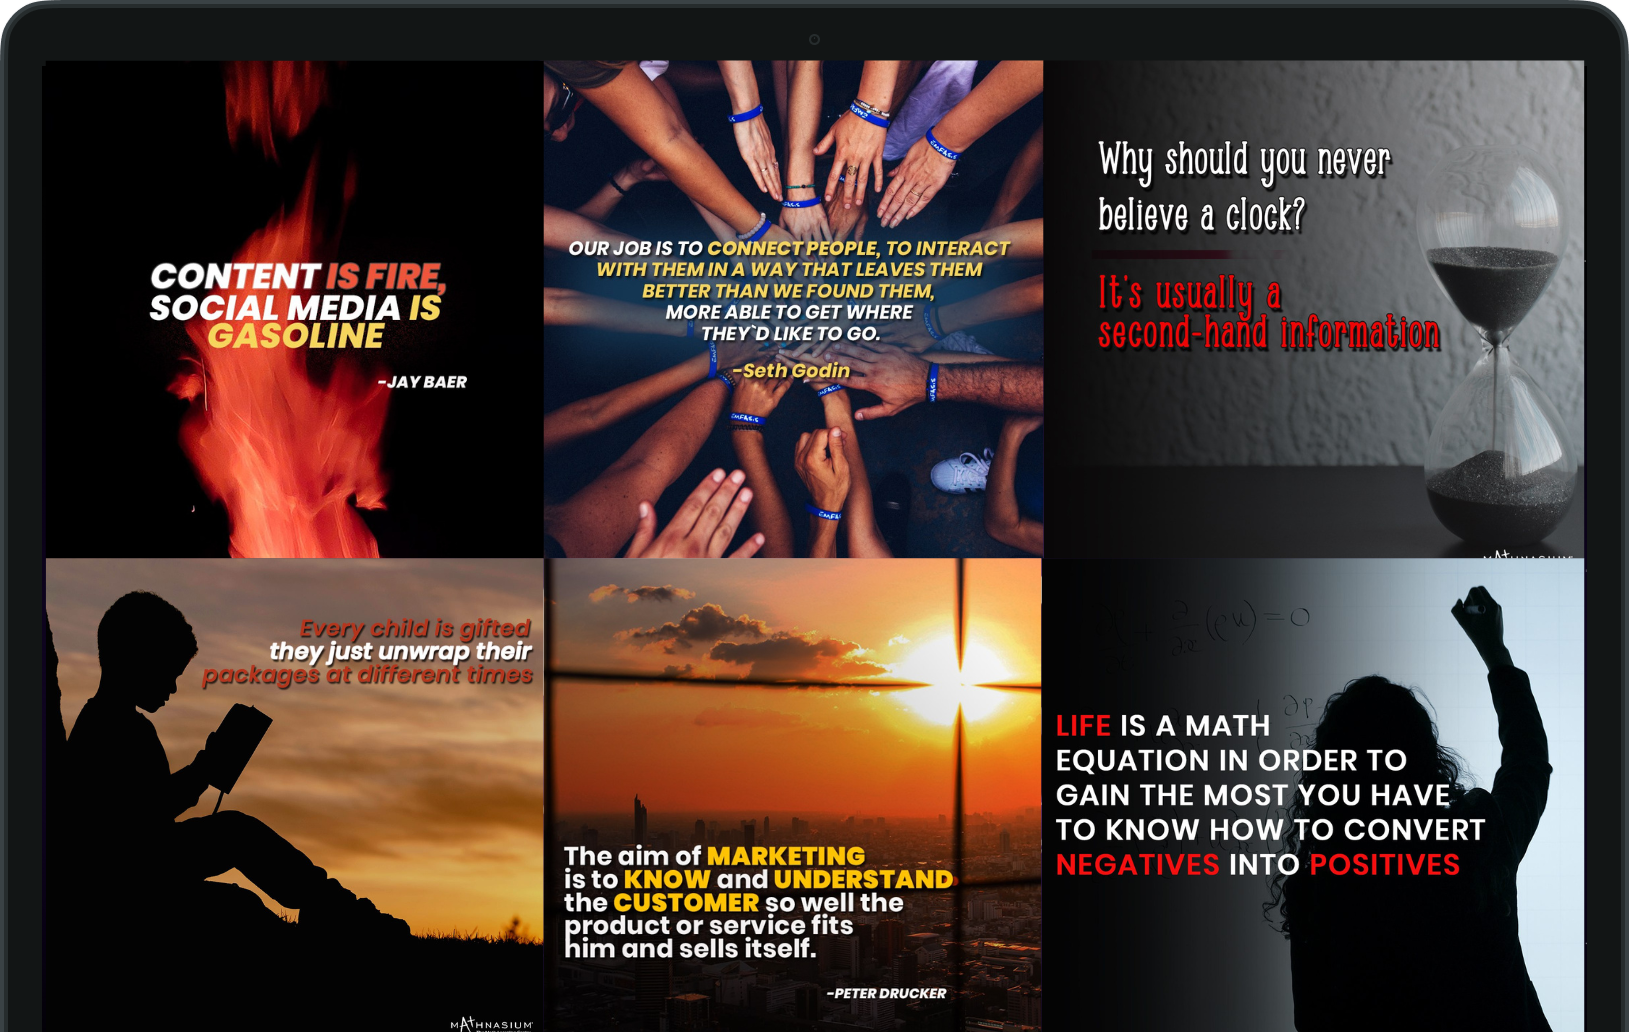 CONTENT IS FIRE,
SOCIAL MEDIA IS
GASOLINE
-JAY BAER
OUR JOB IS TO CONNECT PEOPLE, TO INTERACT
WITH THEM IN A WAY THAT LEAVES THEM
BETTER THAN WE FOUND THEM,
MORE ABLE TO GET WHERE
THEY`D LIKE TO GO.
-Seth Godin
Why should you never
believe a clock?
It's usually a
second-hand information
MATHNASIUM
Every child is gifted
they just unwrap their
packages at different times
MATHNASIUM
The aim of MARKETING
is to KNOW and UNDERSTAND
the CUSTOMER so well the
product or service fits
him and sells itself.
-PETER DRUCKER
LIFE IS A MATH
EQUATION IN ORDER TO
GAIN THE MOST YOU HAVE
TO KNOW HOW TO CONVERT
NEGATIVES INTO POSITIVES